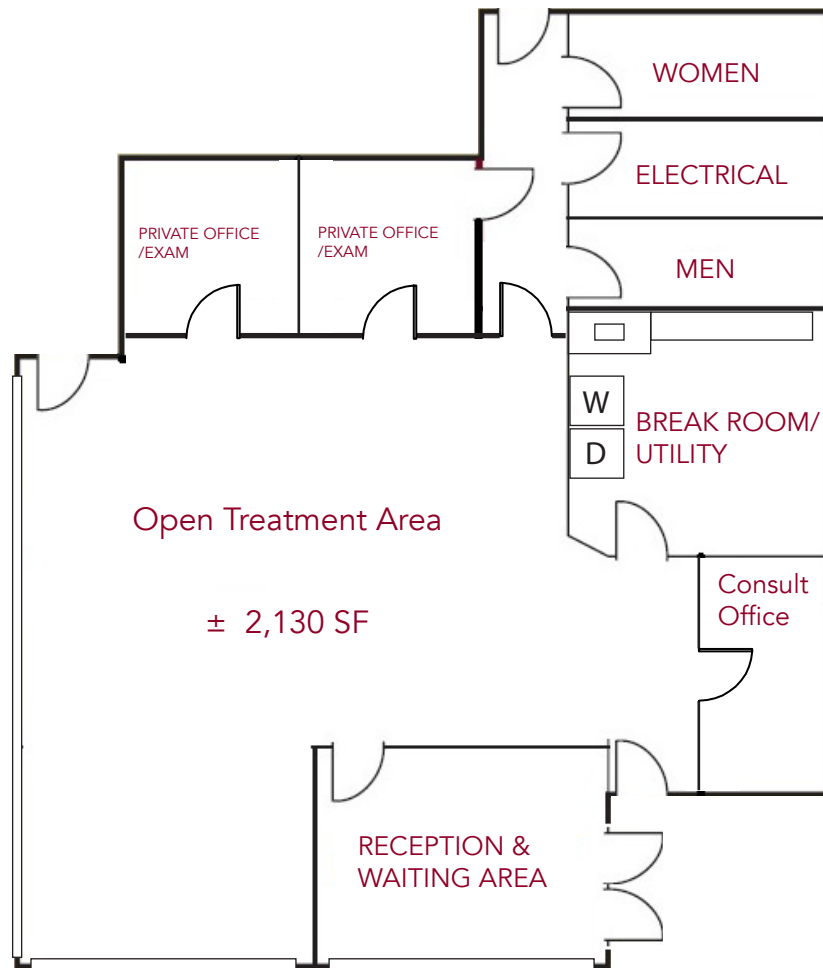 WOMEN
ELECTRICAL
PRIVATE OFFICE
/EXAM
PRIVATE OFFICE
/EXAM
MEN
W
D
BREAK ROOM/
UTILITY
Open Treatment Area
± 2,130 SF
Consult
Office
RECEPTION &
WAITING AREA